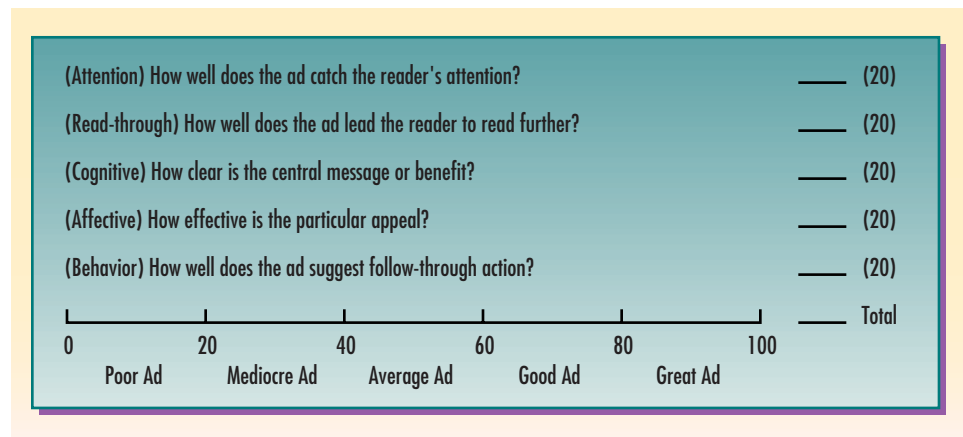 (Attention) How well does the ad catch the reader's attention? (20)
(Read-through) How well does the ad lead the reader to read further? (20)
(Cognitive) How clear is the central message or benefit? (20)
(Affective) How effective is the particular appeal? (20)
(Behavior) How well does the ad suggest follow-through action? (20)
Total
0 20 40 60 80 100
Poor Ad Mediocre Ad Average Ad Good Ad Great Ad